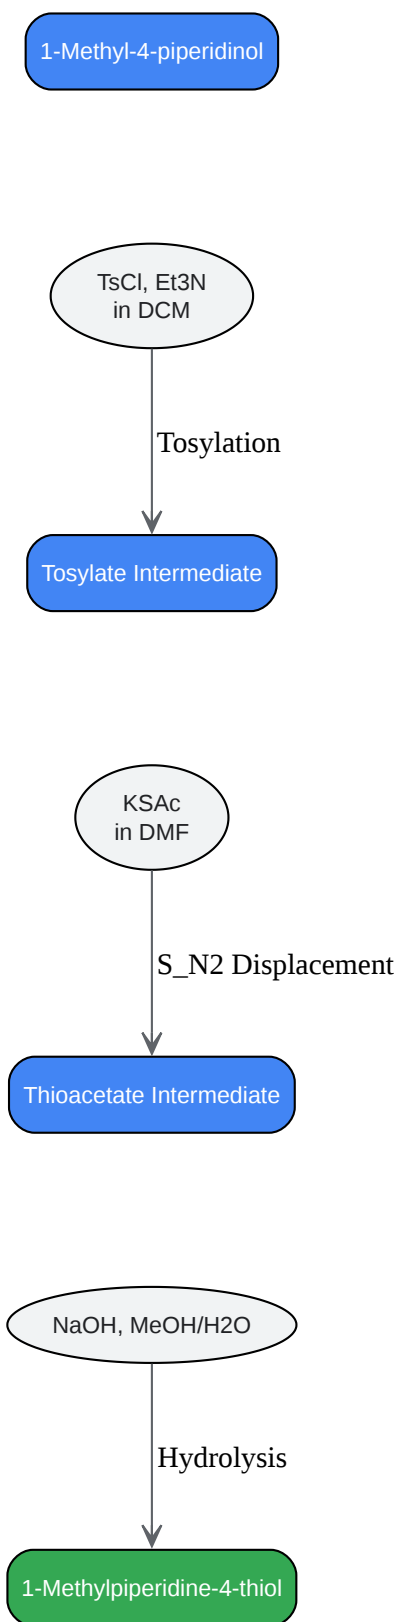 1-Methyl-4-piperidinol
TsCl, Et3N
in DCM
Tosylation
Tosylate Intermediate
KSAc
in DMF
S_N2 Displacement
Thioacetate Intermediate
NaOH, MeOH/H2O
Hydrolysis
1-Methylpiperidine-4-thiol